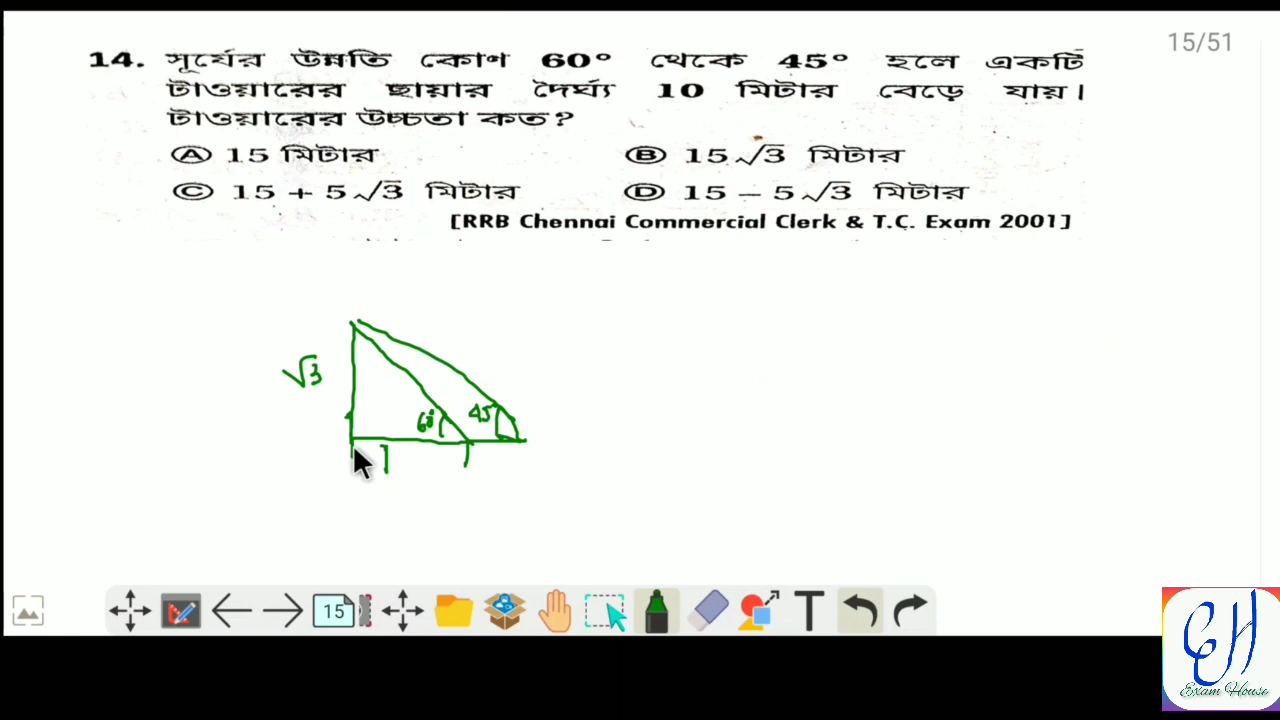 15/51
14. সূর্যের উন্নতি কোণ 60° থেকে 45° হলে একটি
টাওয়ারের ছায়ার দৈর্ঘ্য 10 মিটার বেড়ে যায়।
টাওয়ারের উচ্চতা কত?
Ⓐ 15 মিটার Ⓑ 15√3 মিটার
Ⓒ 15 + 5√3 মিটার Ⓓ 15 – 5√3 মিটার
[RRB Chennai Commercial Clerk & T.C. Exam 2001]
√3
60° 45°
15
T
EH
Exam House